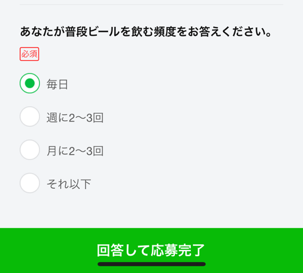 あなたが普段ビールを飲む頻度をお答えください。
必須
毎日
週に2〜3回
月に2〜3回
それ以下
回答して応募完了